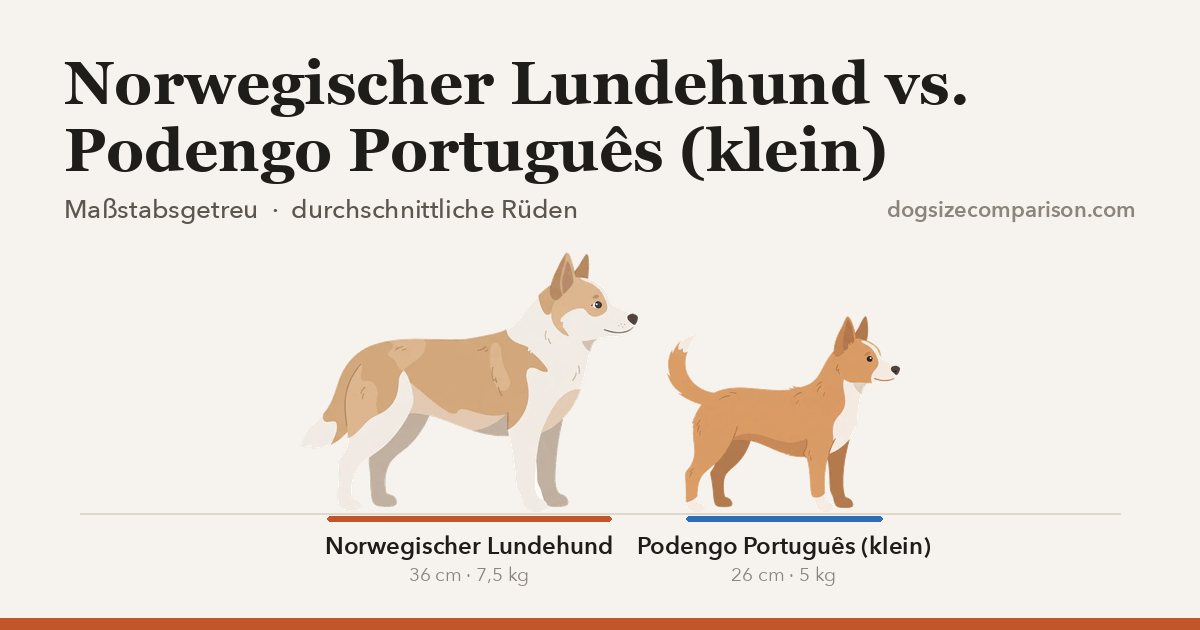 Norwegischer Lundehund vs.
Podengo Português (klein)
Maßstabsgetreu · durchschnittliche Rüden
dogsizecomparison.com
Norwegischer Lundehund
36 cm · 7,5 kg
Podengo Português (klein)
26 cm · 5 kg